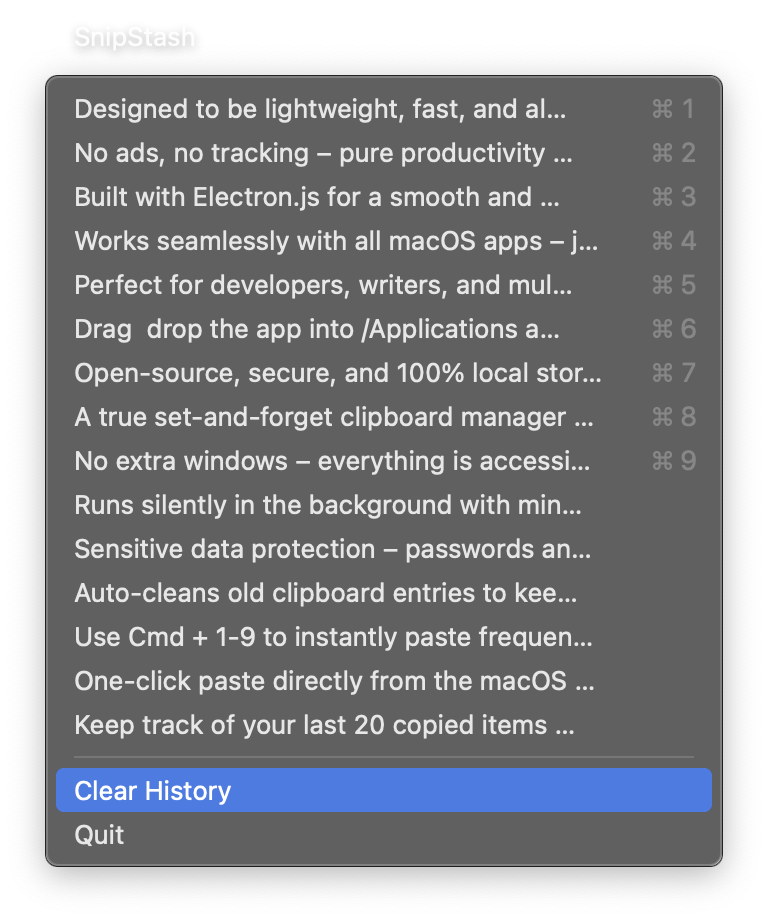 SnipStash
Designed to be lightweight, fast, and al... ⌘ 1
No ads, no tracking – pure productivity ... ⌘ 2
Built with Electron.js for a smooth and ... ⌘ 3
Works seamlessly with all macOS apps – j... ⌘ 4
Perfect for developers, writers, and mul... ⌘ 5
Drag  drop the app into /Applications a... ⌘ 6
Open-source, secure, and 100% local stor... ⌘ 7
A true set-and-forget clipboard manager ... ⌘ 8
No extra windows – everything is accessi... ⌘ 9
Runs silently in the background with min...
Sensitive data protection – passwords an...
Auto-cleans old clipboard entries to kee...
Use Cmd + 1-9 to instantly paste frequen...
One-click paste directly from the macOS ...
Keep track of your last 20 copied items ...
Clear History
Quit